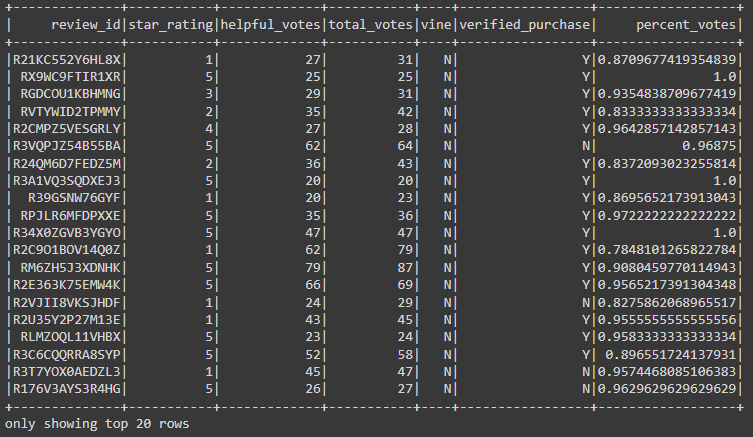 +--------------+-----------+-------------+-----------+----+-----------------+------------------+
|     review_id|star_rating|helpful_votes|total_votes|vine|verified_purchase|     percent_votes|
+--------------+-----------+-------------+-----------+----+-----------------+------------------+
|R21KC552Y6HL8X|          1|           27|         31|   N|                Y|0.8709677419354839|
| RX9WC9FTIR1XR|          5|           25|         25|   N|                Y|               1.0|
| RGDCOU1KBHMNG|          3|           29|         31|   N|                Y|0.9354838709677419|
| RVTYWID2TPMMY|          2|           35|         42|   N|                Y|0.8333333333333334|
|R2CMPZ5VESGRLY|          4|           27|         28|   N|                Y|0.9642857142857143|
|R3VQPJZ54B55BA|          5|           62|         64|   N|                N|           0.96875|
|R24QM6D7FEDZ5M|          2|           36|         43|   N|                Y|0.8372093023255814|
|R3A1VQ3SQDXEJ3|          5|           20|         20|   N|                Y|               1.0|
|  R39GSNW76GYF|          1|           20|         23|   N|                Y|0.8695652173913043|
| RPJLR6MFDPXXE|          5|           35|         36|   N|                Y|0.9722222222222222|
|R34X0ZGVB3YGYO|          5|           47|         47|   N|                Y|               1.0|
|R2C9O1BOV14Q0Z|          1|           62|         79|   N|                Y|0.7848101265822784|
| RM6ZH5J3XDNHK|          5|           79|         87|   N|                Y|0.9080459770114943|
|R2E363K75EMW4K|          5|           66|         69|   N|                Y|0.9565217391304348|
|R2VJII8VKSJHDF|          1|           24|         29|   N|                N|0.8275862068965517|
|R2U35Y2P27M13E|          1|           43|         45|   N|                Y|0.9555555555555556|
| RLMZOQL11VHBX|          5|           23|         24|   N|                Y|0.9583333333333334|
|R3C6CQQRRA8SYP|          5|           52|         58|   N|                Y| 0.896551724137931|
|R3T7YOX0AEDZL3|          1|           45|         47|   N|                N|0.9574468085106383|
|R176V3AYS3R4HG|          5|           26|         27|   N|                N|0.9629629629629629|
+--------------+-----------+-------------+-----------+----+-----------------+------------------+
only showing top 20 rows